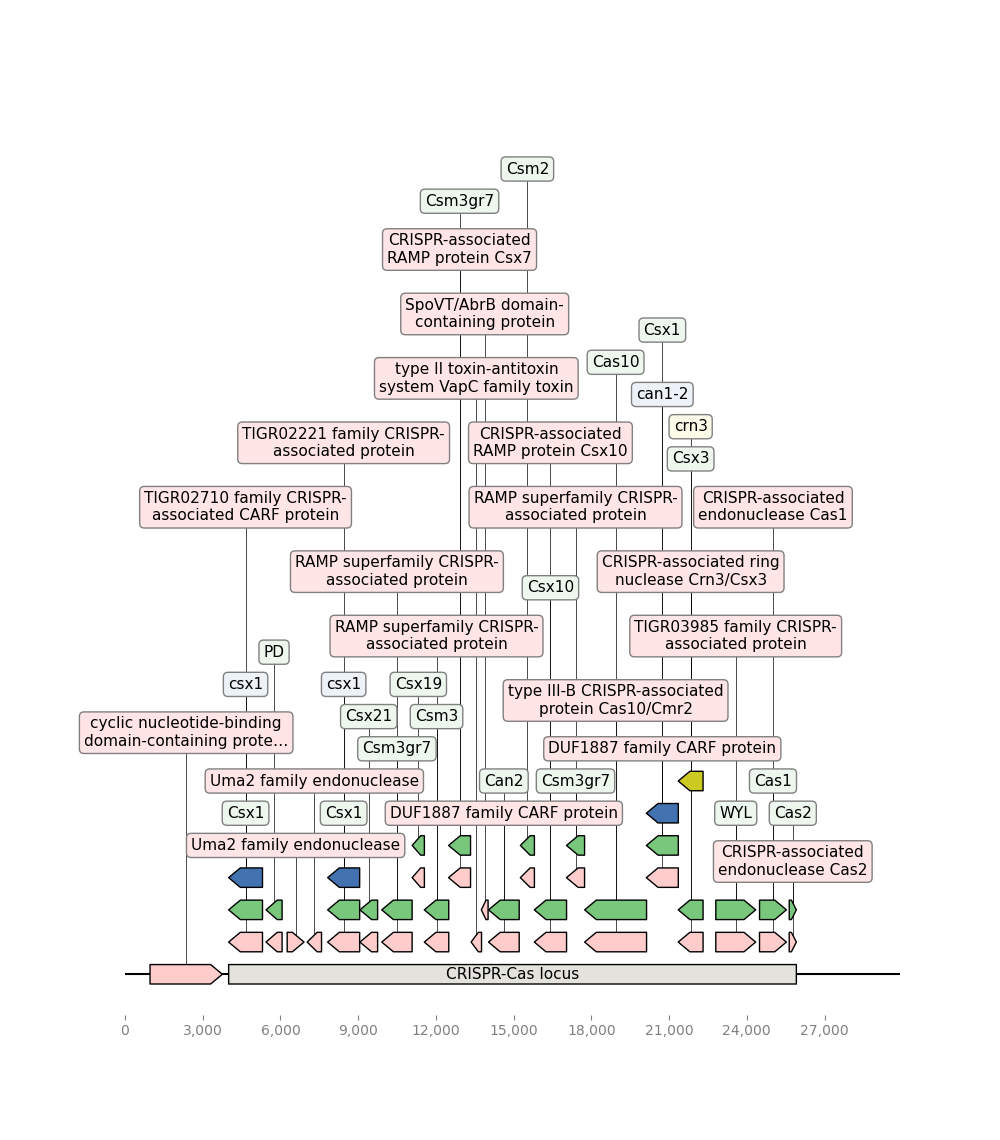 Csm2
Csm3gr7
CRISPR-associated
RAMP protein Csx7
SpoVT/AbrB domain-
containing protein
Csx1
Cas10
type II toxin-antitoxin
system VapC family toxin
can1-2
crn3
TIGR02221 family CRISPR-
associated protein
CRISPR-associated
RAMP protein Csx10
Csx3
TIGR02710 family CRISPR-
associated CARF protein
RAMP superfamily CRISPR-
associated protein
CRISPR-associated
endonuclease Cas1
RAMP superfamily CRISPR-
associated protein
CRISPR-associated ring
nuclease Crn3/Csx3
Csx10
RAMP superfamily CRISPR-
associated protein
TIGR03985 family CRISPR-
associated protein
PD
csx1
csx1
Csx19
type III-B CRISPR-associated
protein Cas10/Cmr2
Csx21
Csm3
cyclic nucleotide-binding
domain-containing prote...
Csm3gr7
DUF1887 family CARF protein
Uma2 family endonuclease
Can2
Csm3gr7
Cas1
Csx1
Csx1
DUF1887 family CARF protein
WYL
Cas2
Uma2 family endonuclease
CRISPR-associated
endonuclease Cas2
CRISPR-Cas locus
0
3,000
6,000
9,000
12,000
15,000
18,000
21,000
24,000
27,000